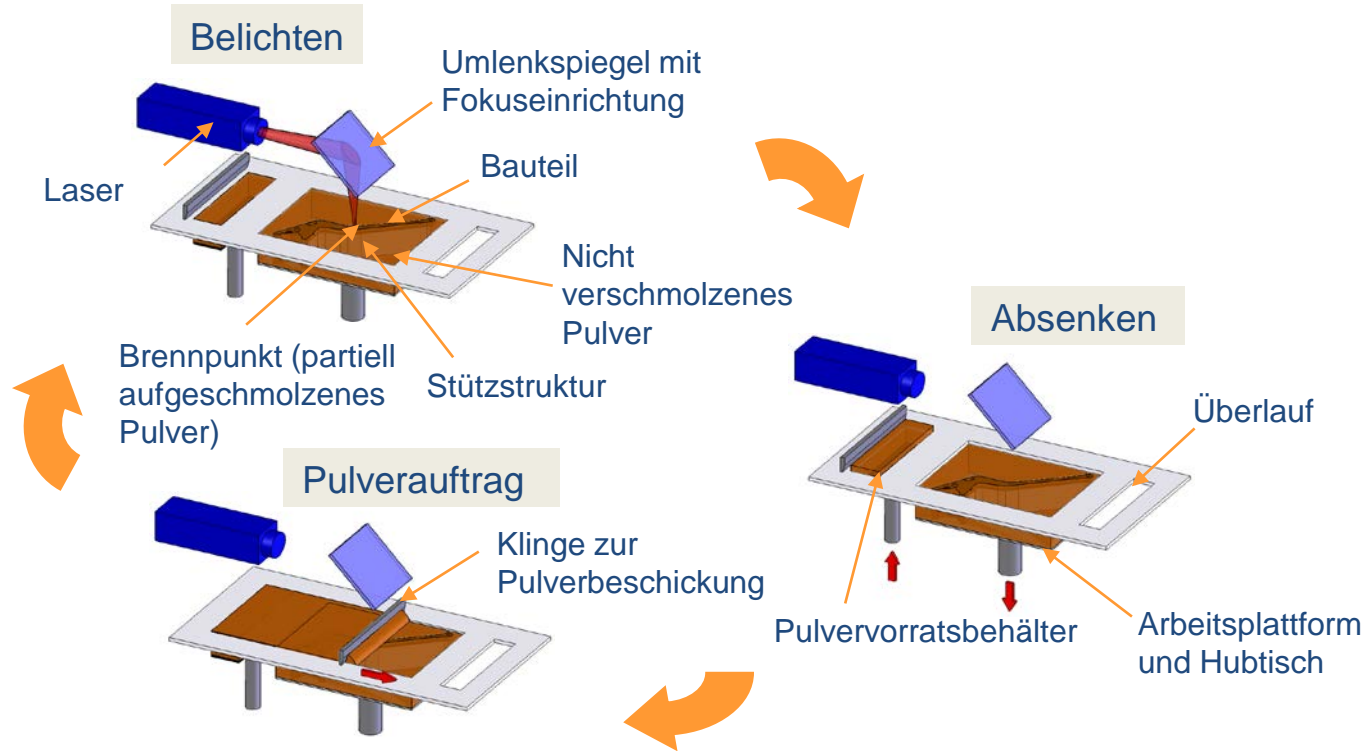 Belichten
Umlenkspiegel mit
Fokuseinrichtung
Laser
Bauteil
Nicht
verschmolzenes
Pulver
Brennpunkt (partiell
aufgeschmolzenes
Pulver)
Stützstruktur
Absenken
Überlauf
Pulvervorratsbehälter
Arbeitsplattform
und Hubtisch
Pulverauftrag
Klinge zur
Pulverbeschickung